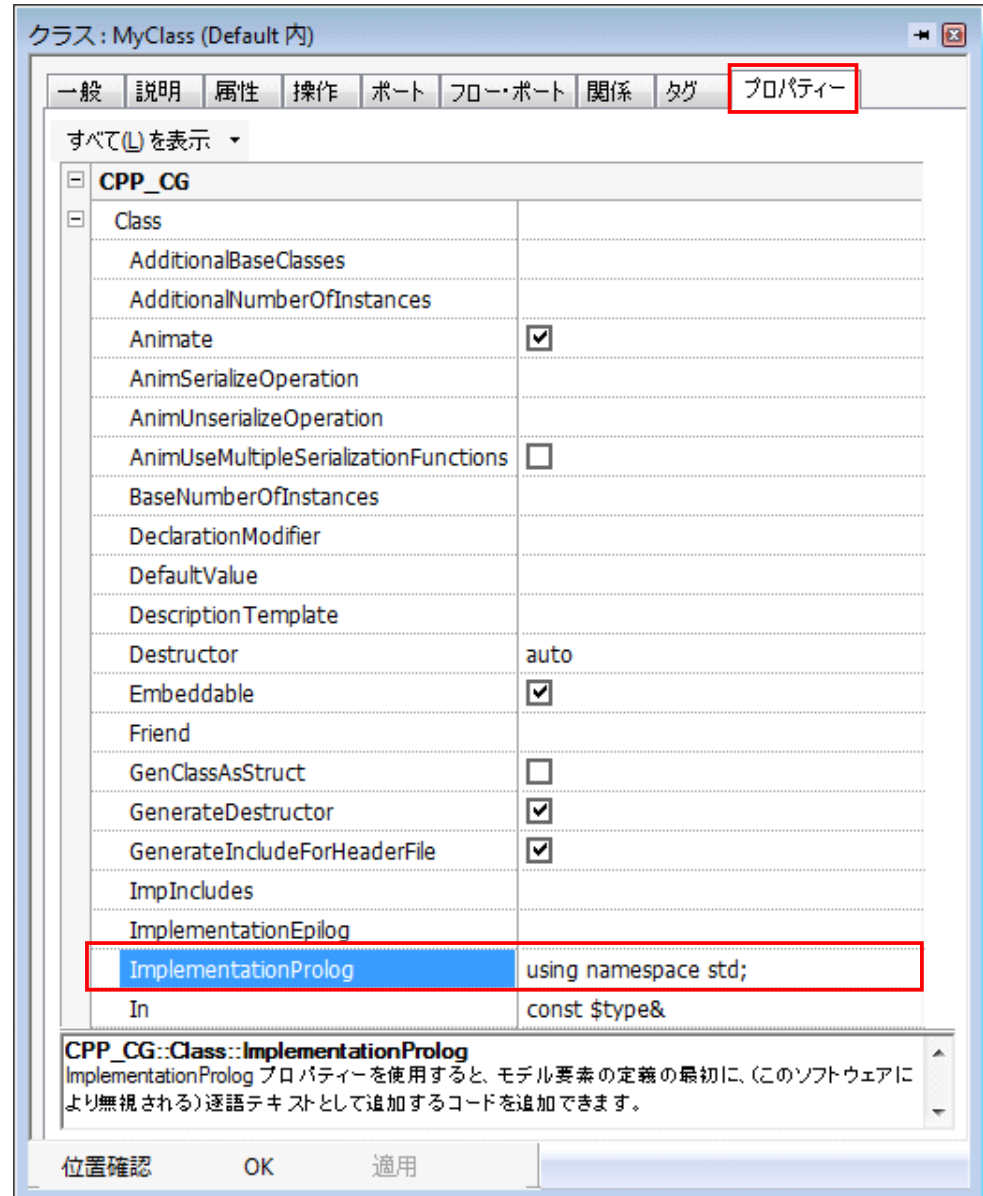 クラス : MyClass (Default 内)
一般 説明 属性 操作 ポート フロー・ポート 関係 タグ プロパティー
すべて(L) を表示
CPP_CG
Class
AdditionalBaseClasses
AdditionalNumberOfInstances
Animate
AnimSerializeOperation
AnimUnserializeOperation
AnimUseMultipleSerializationFunctions
BaseNumberOfInstances
DeclarationModifier
DefaultValue
DescriptionTemplate
Destructor auto
Embeddable
Friend
GenClassAsStruct
GenerateDestructor
GenerateIncludeForHeaderFile
ImpIncludes
ImplementationEpilog
ImplementationProlog using namespace std;
In const $type&
CPP_CG::Class::ImplementationProlog
ImplementationProlog プロパティーを使用すると、モデル要素の定義の最初に、(このソフトウェアに
より無視される) 逐語テキストとして追加するコードを追加できます。
位置確認 OK 適用